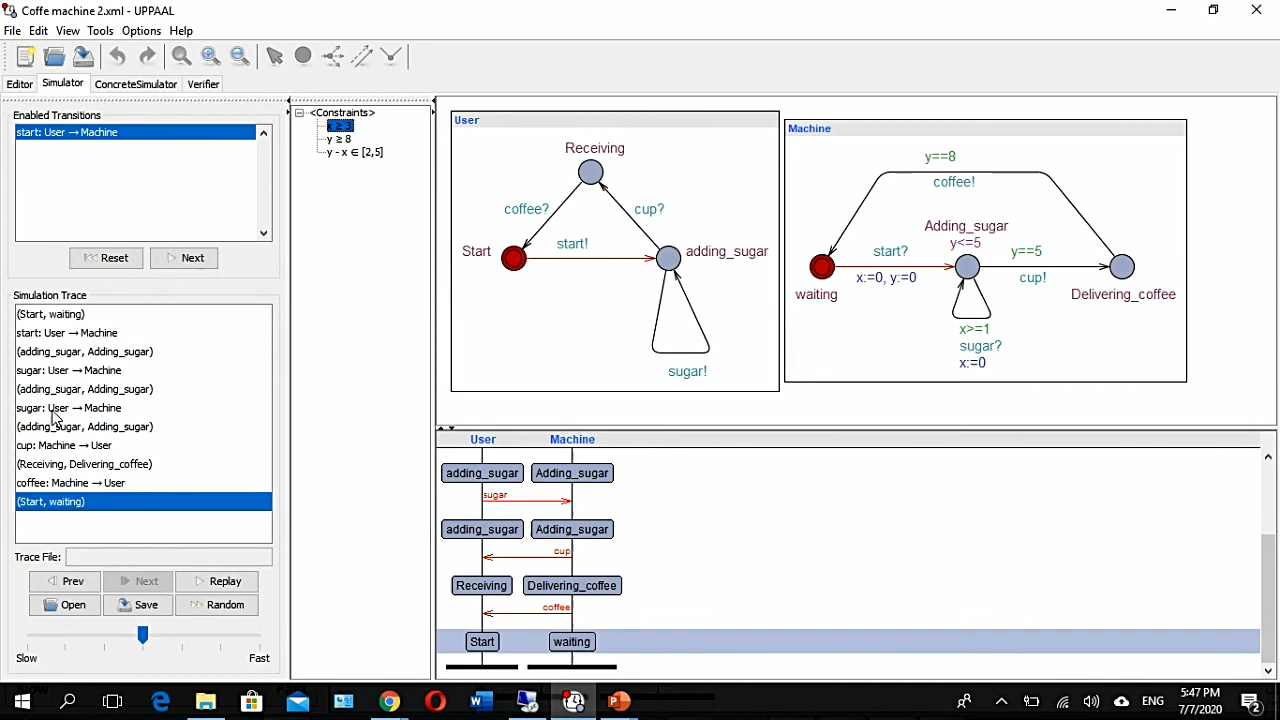 Coffe machine 2.xml - UPPAAL
File Edit View Tools Options Help
Editor Simulator ConcreteSimulator Verifier
Enabled Transitions
start: User → Machine
Reset Next
Simulation Trace
(Start, waiting)
start: User → Machine
(adding_sugar, Adding_sugar)
sugar: User → Machine
(adding_sugar, Adding_sugar)
sugar: User → Machine
(adding_sugar, Adding_sugar)
cup: Machine → User
(Receiving, Delivering_coffee)
coffee: Machine → User
(Start, waiting)
Trace File:
Prev Next Replay
Open Save Random
Slow Fast
<Constraints>
x ≥ 3
y ≥ 8
y - x ∈ [2,5]
User
Receiving
coffee? cup?
Start start! adding_sugar
sugar!
Machine
y==8
coffee!
Adding_sugar
start? y<=5 y==5
x:=0, y:=0 cup!
waiting Delivering_coffee
x>=1
sugar?
x:=0
User Machine
adding_sugar Adding_sugar
sugar
adding_sugar Adding_sugar
cup
Receiving Delivering_coffee
coffee
Start waiting
ENG
5:47 PM
7/7/2020
2